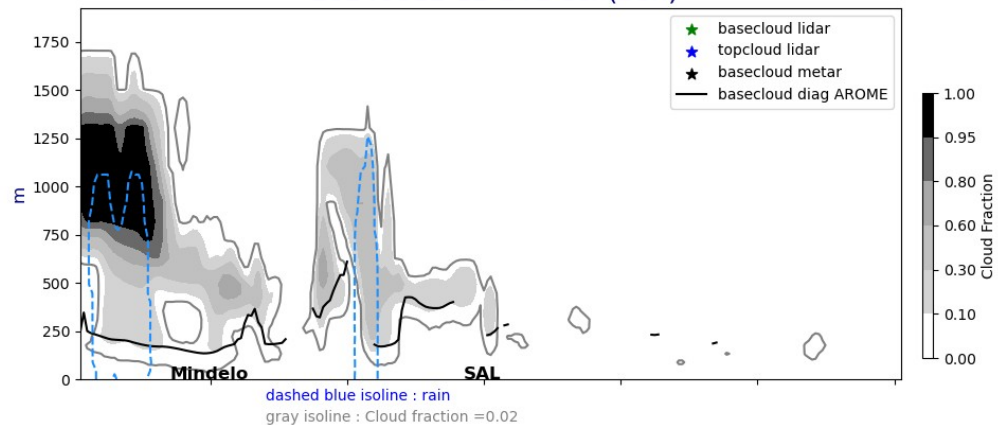 basecloud lidar
topcloud lidar
basecloud metar
basecloud diag AROME
1750
1500
1250
1000
750
500
250
0
m
Mindelo
SAL
dashed blue isoline : rain
gray isoline : Cloud fraction =0.02
1.00
0.95
0.80
0.60
0.30
0.10
0.00
Cloud Fraction